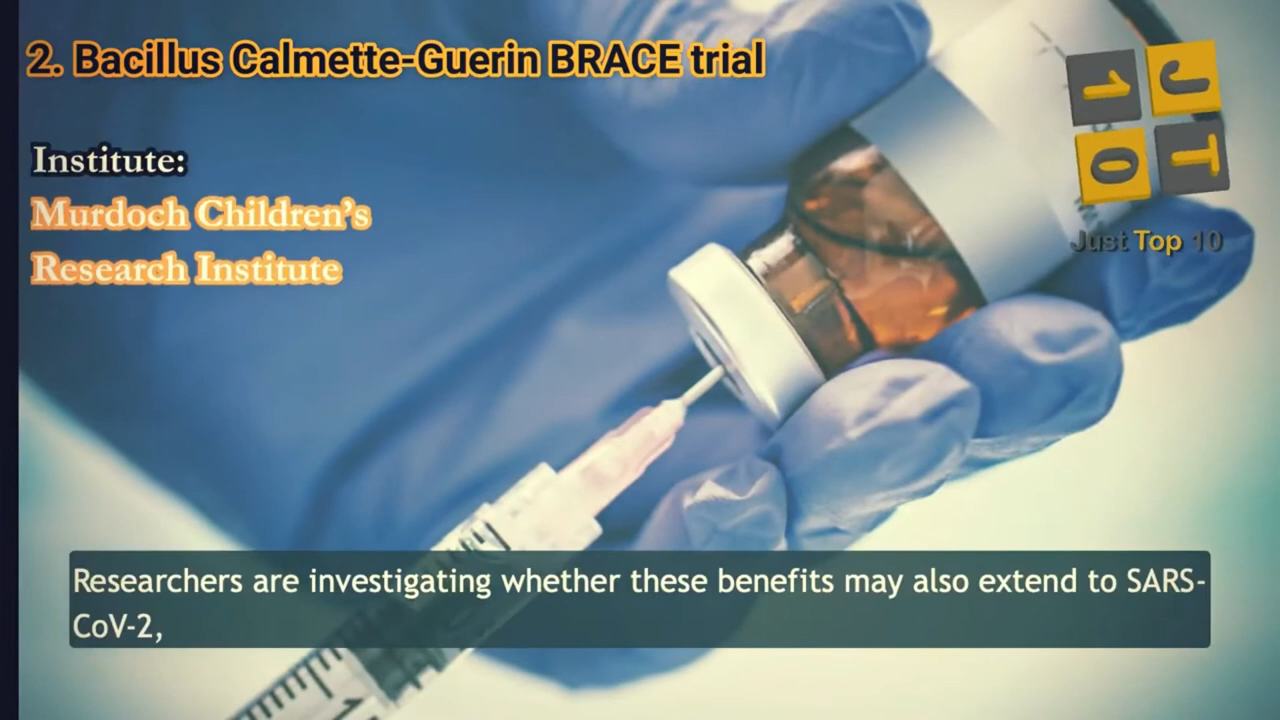 2. Bacillus Calmette-Guerin BRACE trial
Institute:
Murdoch Children's
Research Institute
1 J
0 T
Just Top 10
Researchers are investigating whether these benefits may also extend to SARS-
CoV-2,